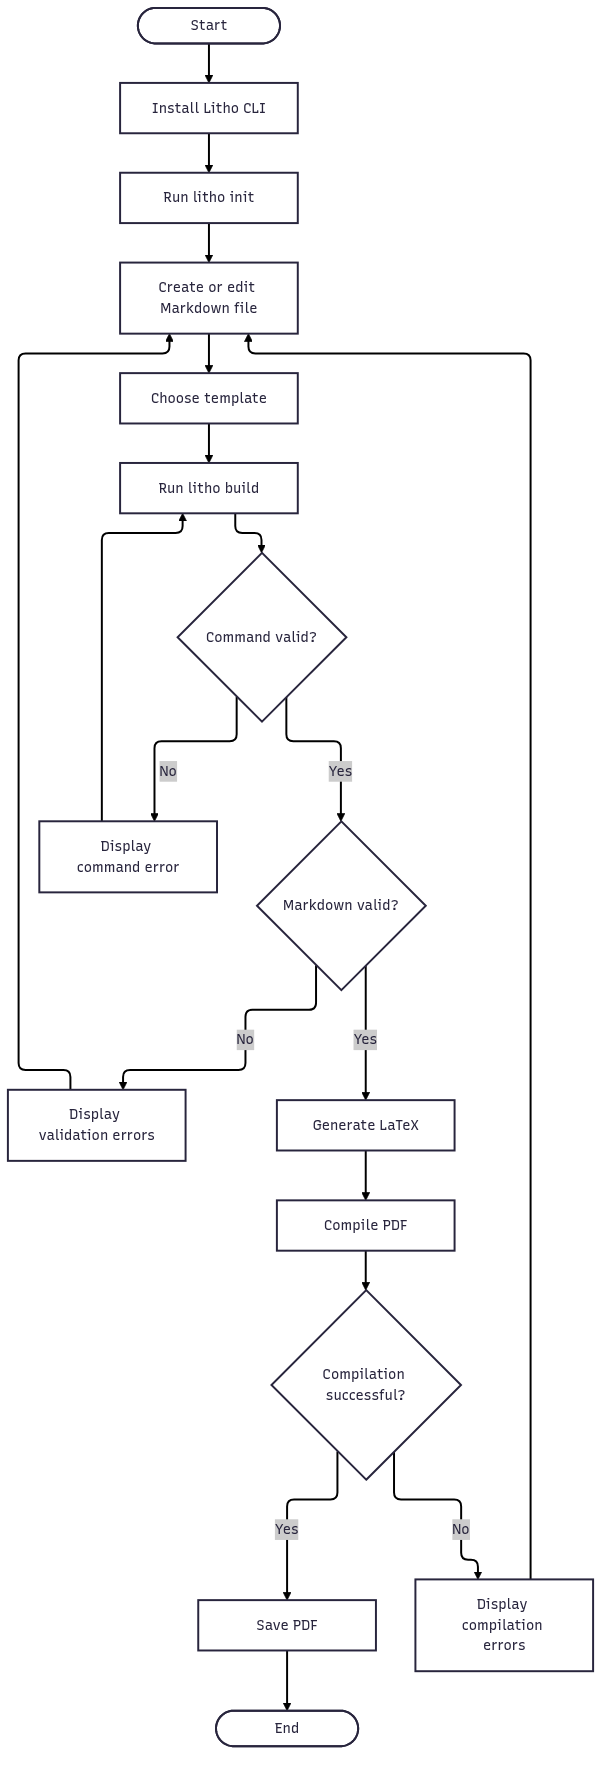 Start
Install Litho CLI
Run litho init
Create or edit
Markdown file
Choose template
Run litho build
Command valid?
No
Yes
Display
command error
Markdown valid?
No
Yes
Display
validation errors
Generate LaTeX
Compile PDF
Compilation
successful?
Yes
No
Save PDF
Display
compilation
errors
End